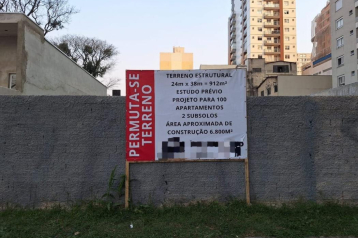 PERMUTA-SE
TERRENO
TERRENO ESTRUTURAL
24m x 38m = 912m²
ESTUDO PRÉVIO
PROJETO PARA 100
APARTAMENTOS
2 SUBSOLOS
ÁREA APROXIMADA DE
CONSTRUÇÃO 6.800M²